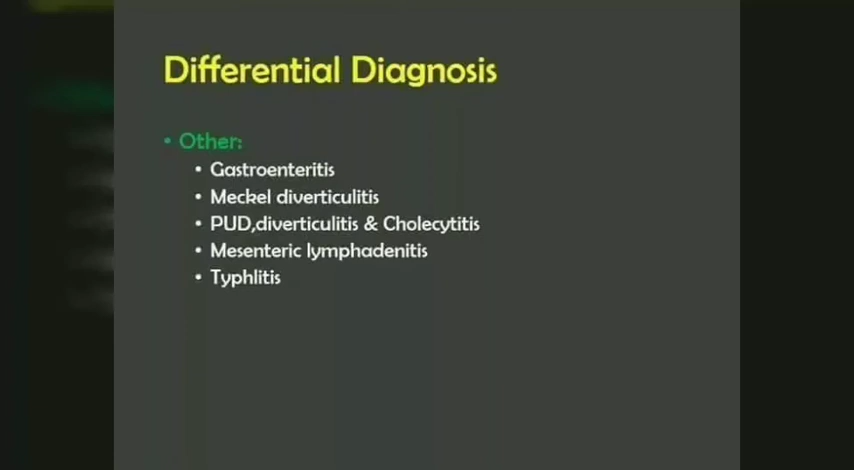 Differential Diagnosis
• Other:
• Gastroenteritis
• Meckel diverticulitis
• PUD,diverticulitis & Cholecytitis
• Mesenteric lymphadenitis
• Typhlitis